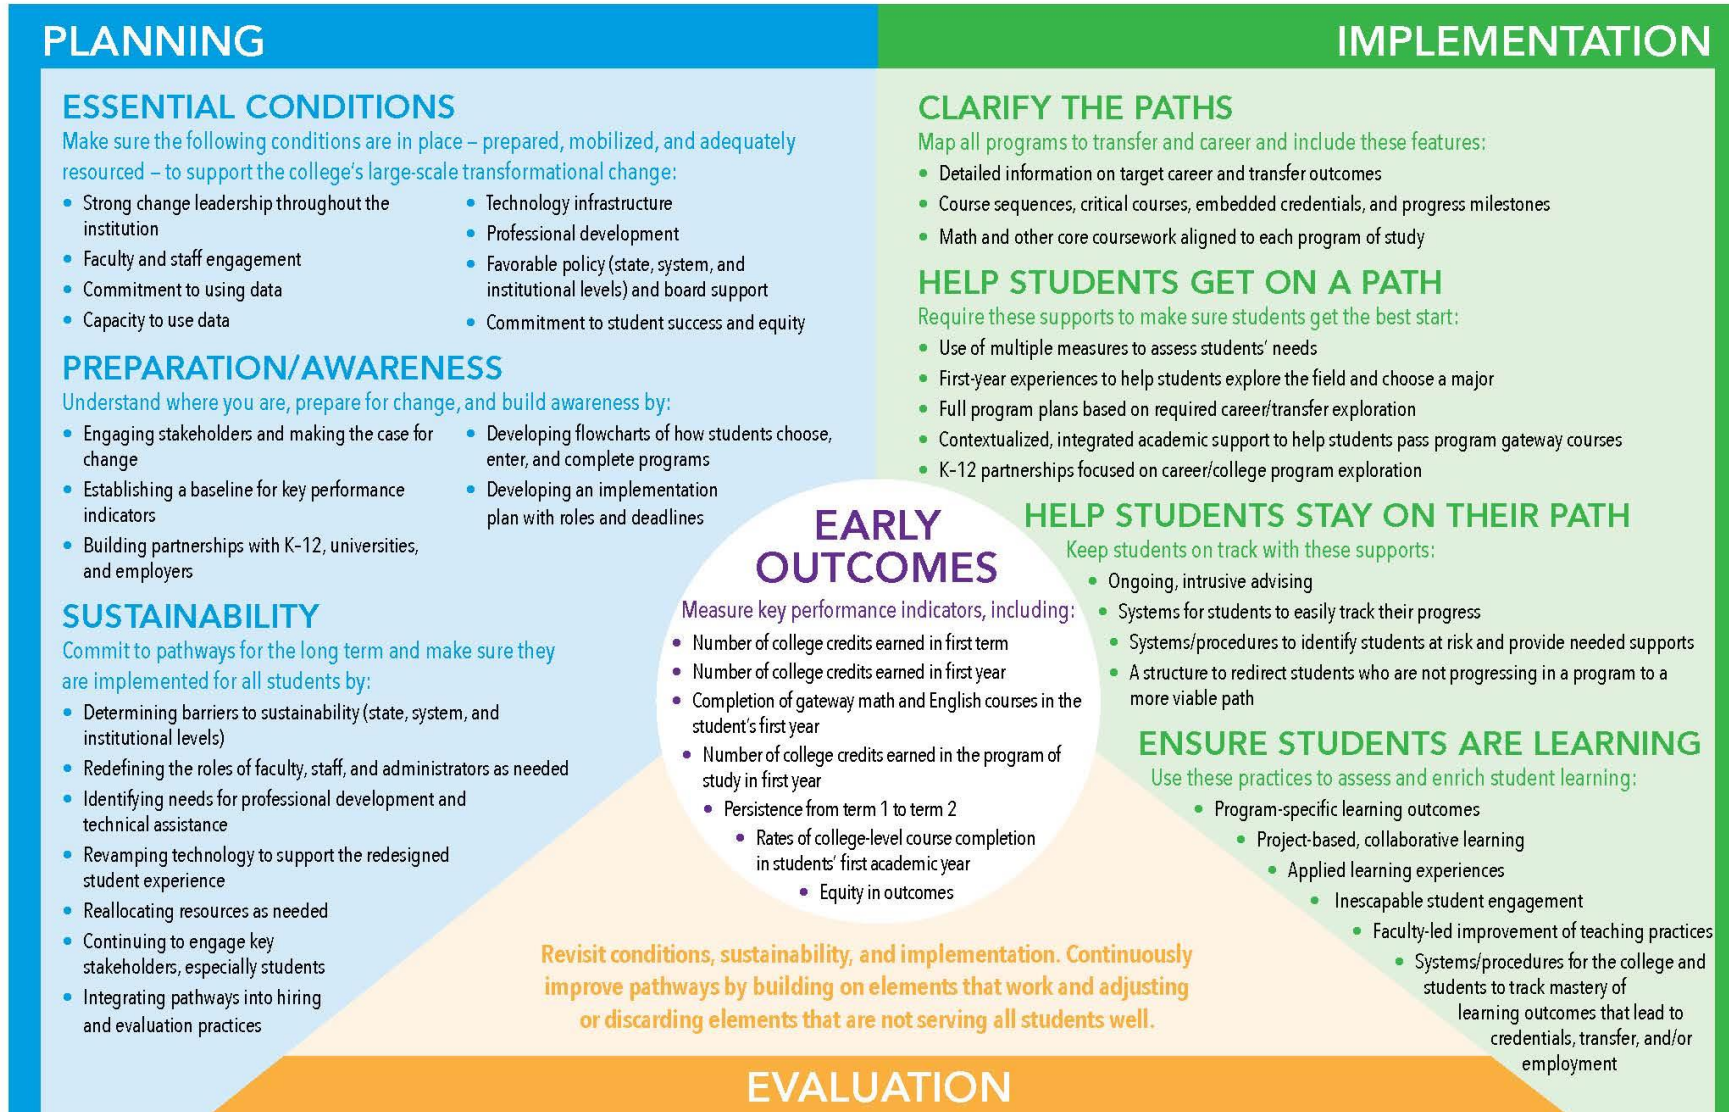 PLANNING
ESSENTIAL CONDITIONS
Make sure the following conditions are in place – prepared, mobilized, and adequately
resourced – to support the college's large-scale transformational change:
• Strong change leadership throughout the
institution
• Faculty and staff engagement
• Commitment to using data
• Capacity to use data
• Technology infrastructure
• Professional development
• Favorable policy (state, system, and
institutional levels) and board support
• Commitment to student success and equity
PREPARATION/AWARENESS
Understand where you are, prepare for change, and build awareness by:
• Engaging stakeholders and making the case for
change
• Establishing a baseline for key performance
indicators
• Building partnerships with K–12, universities,
and employers
• Developing flowcharts of how students choose,
enter, and complete programs
• Developing an implementation
plan with roles and deadlines
SUSTAINABILITY
Commit to pathways for the long term and make sure they
are implemented for all students by:
• Determining barriers to sustainability (state, system, and
institutional levels)
• Redefining the roles of faculty, staff, and administrators as needed
• Identifying needs for professional development and
technical assistance
• Revamping technology to support the redesigned
student experience
• Reallocating resources as needed
• Continuing to engage key
stakeholders, especially students
• Integrating pathways into hiring
and evaluation practices
IMPLEMENTATION
CLARIFY THE PATHS
Map all programs to transfer and career and include these features:
• Detailed information on target career and transfer outcomes
• Course sequences, critical courses, embedded credentials, and progress milestones
• Math and other core coursework aligned to each program of study
HELP STUDENTS GET ON A PATH
Require these supports to make sure students get the best start:
• Use of multiple measures to assess students' needs
• First-year experiences to help students explore the field and choose a major
• Full program plans based on required career/transfer exploration
• Contextualized, integrated academic support to help students pass program gateway courses
• K–12 partnerships focused on career/college program exploration
HELP STUDENTS STAY ON THEIR PATH
Keep students on track with these supports:
• Ongoing, intrusive advising
• Systems for students to easily track their progress
• Systems/procedures to identify students at risk and provide needed supports
• A structure to redirect students who are not progressing in a program to a
more viable path
ENSURE STUDENTS ARE LEARNING
Use these practices to assess and enrich student learning:
• Program-specific learning outcomes
• Project-based, collaborative learning
• Applied learning experiences
• Inescapable student engagement
• Faculty-led improvement of teaching practices
• Systems/procedures for the college and
students to track mastery of
learning outcomes that lead to
credentials, transfer, and/or
employment
EARLY
OUTCOMES
Measure key performance indicators, including:
• Number of college credits earned in first term
• Number of college credits earned in first year
• Completion of gateway math and English courses in the
student's first year
• Number of college credits earned in the program of
study in first year
• Persistence from term 1 to term 2
• Rates of college-level course completion
in students' first academic year
• Equity in outcomes
Revisit conditions, sustainability, and implementation. Continuously
improve pathways by building on elements that work and adjusting
or discarding elements that are not serving all students well.
EVALUATION